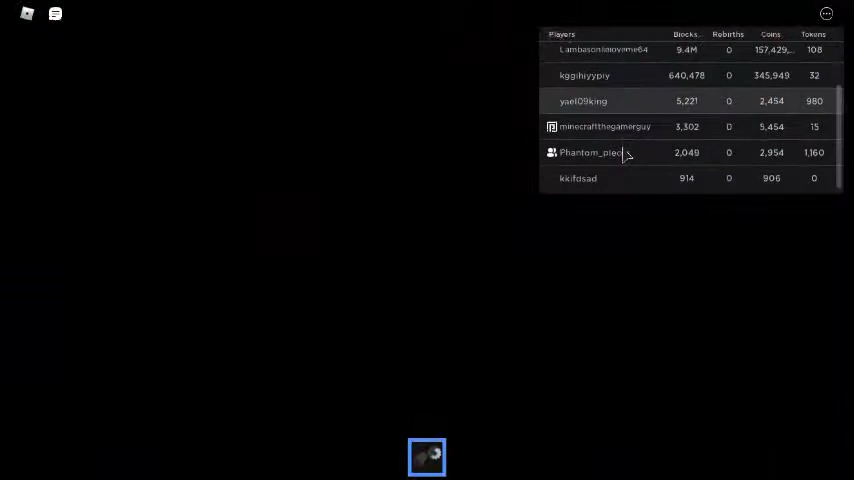 Players Blocks.. Rebirths Coins Tokens
Lambasonlimoveme64 9.4M 0 157,429,... 108
kggihiyypiy 640,478 0 345,949 32
yael09king 5,221 0 2,454 980
minecraftthegamerguy 3,302 0 5,454 15
2,049 0 2,954 1,160
kkifdsad 914 0 906 0